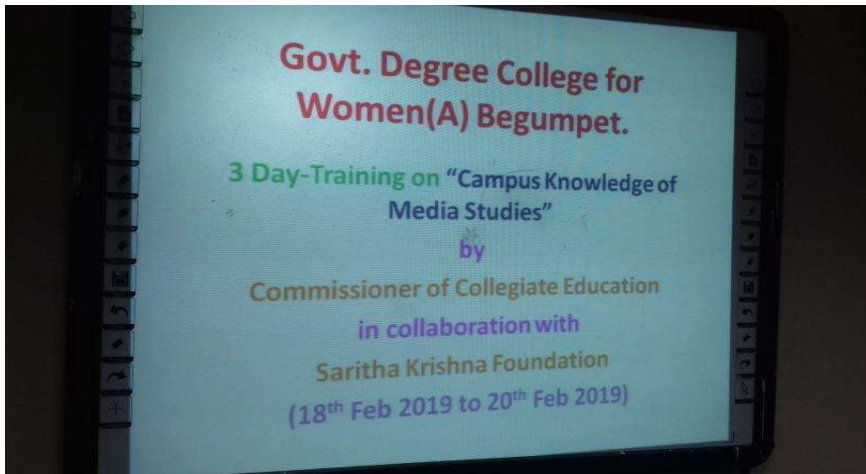 Govt. Degree College for
Women(A) Begumpet.
3 Day-Training on “Campus Knowledge of
Media Studies”
by
Commissioner of Collegiate Education
in collaboration with
Saritha Krishna Foundation
(18th Feb 2019 to 20th Feb 2019)